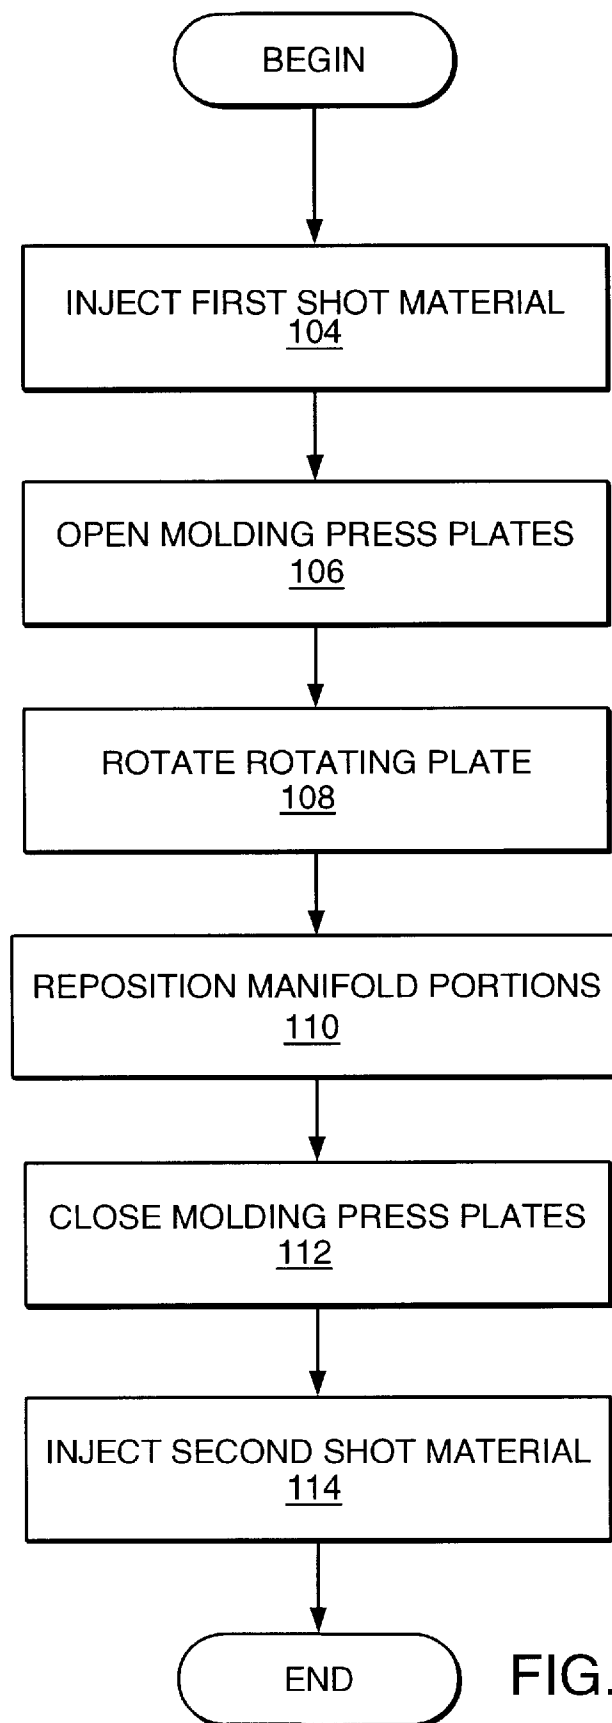 BEGIN
INJECT FIRST SHOT MATERIAL
104
OPEN MOLDING PRESS PLATES
106
ROTATE ROTATING PLATE
108
REPOSITION MANIFOLD PORTIONS
110
CLOSE MOLDING PRESS PLATES
112
INJECT SECOND SHOT MATERIAL
114
END
FIG.